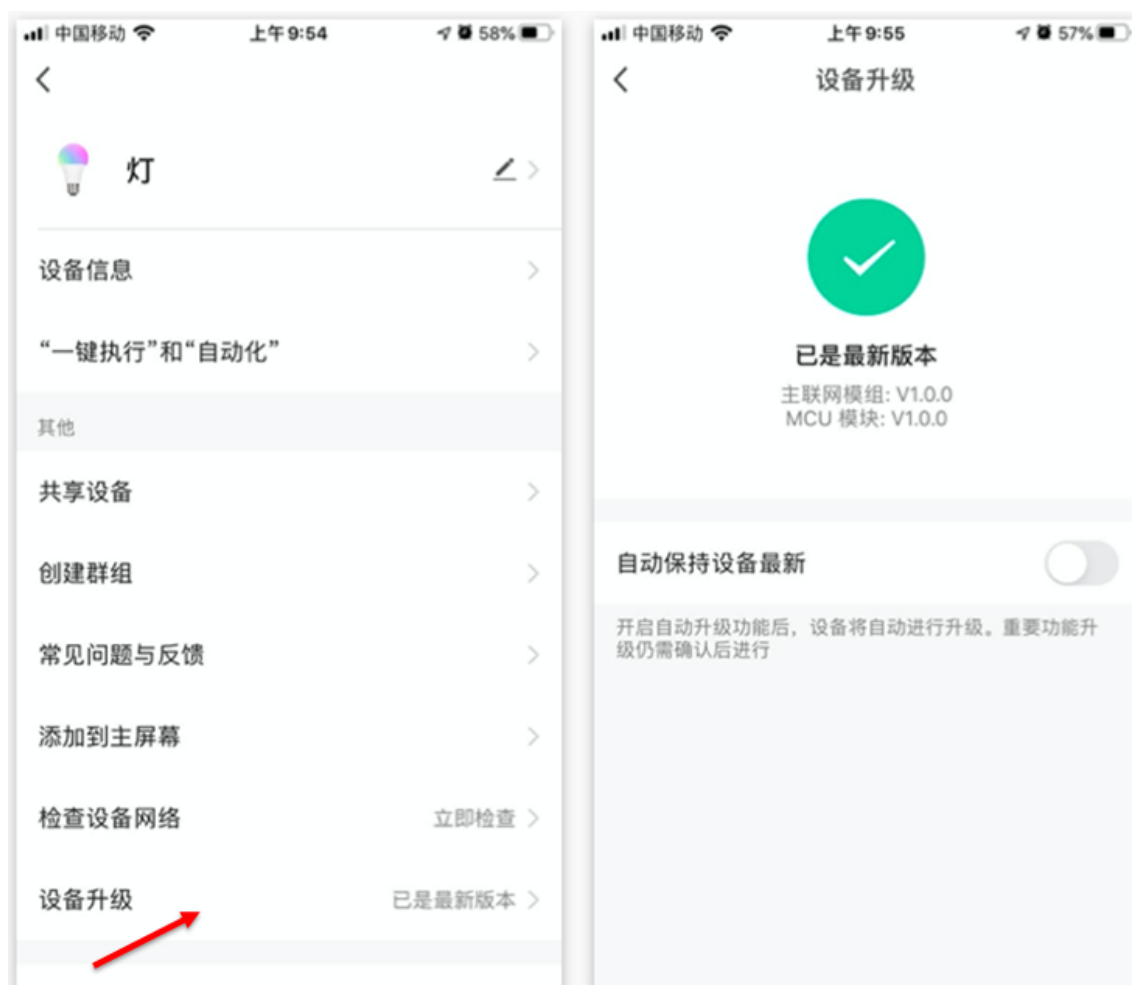 中国移动 上午 9:54 58%
灯
设备信息
“一键执行”和“自动化”
其他
共享设备
创建群组
常见问题与反馈
添加到主屏幕
检查设备网络 立即检查
设备升级 已是最新版本
中国移动 上午 9:55 57%
设备升级
已是最新版本
主联网模组: V1.0.0
MCU 模块: V1.0.0
自动保持设备最新
开启自动升级功能后，设备将自动进行升级。重要功能升
级仍需确认后进行